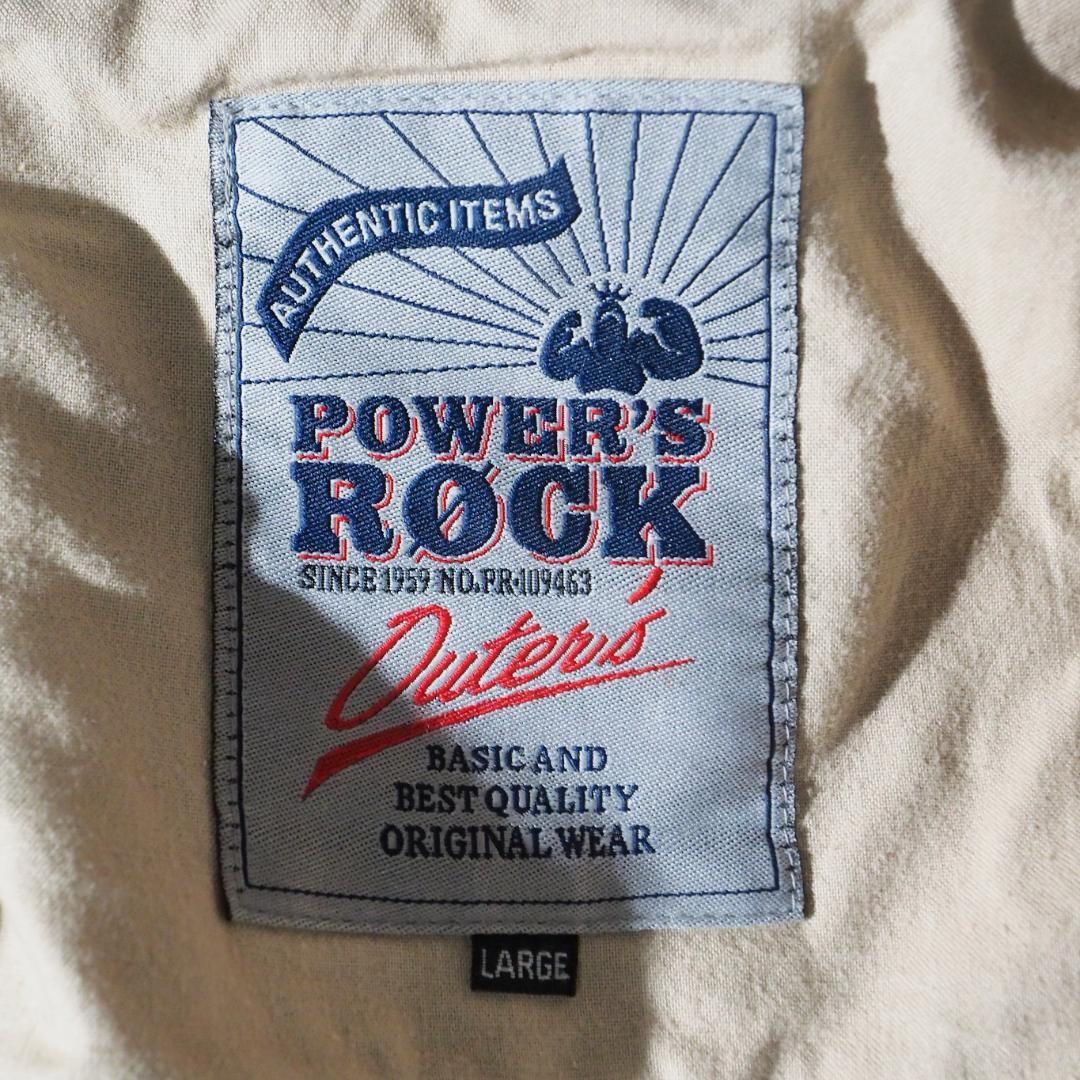 AUTHENTIC ITEMS
POWER'S
RØCK
SINCE 1959 NO.PR-109463
Outer's
BASIC AND
BEST QUALITY
ORIGINAL WEAR
LARGE